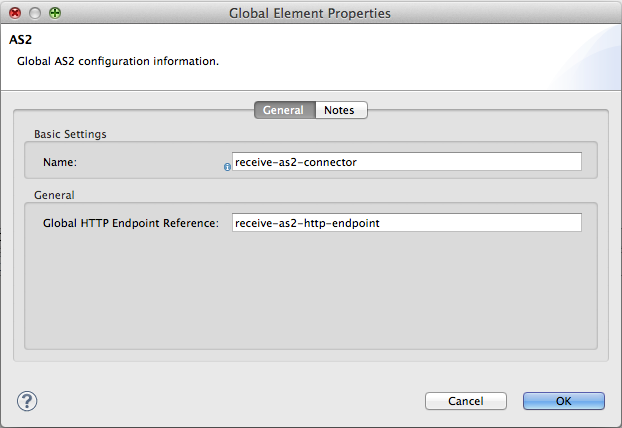 Global Element Properties
AS2
Global AS2 configuration information.
General Notes
Basic Settings
Name: receive-as2-connector
General
Global HTTP Endpoint Reference: receive-as2-http-endpoint
? Cancel OK